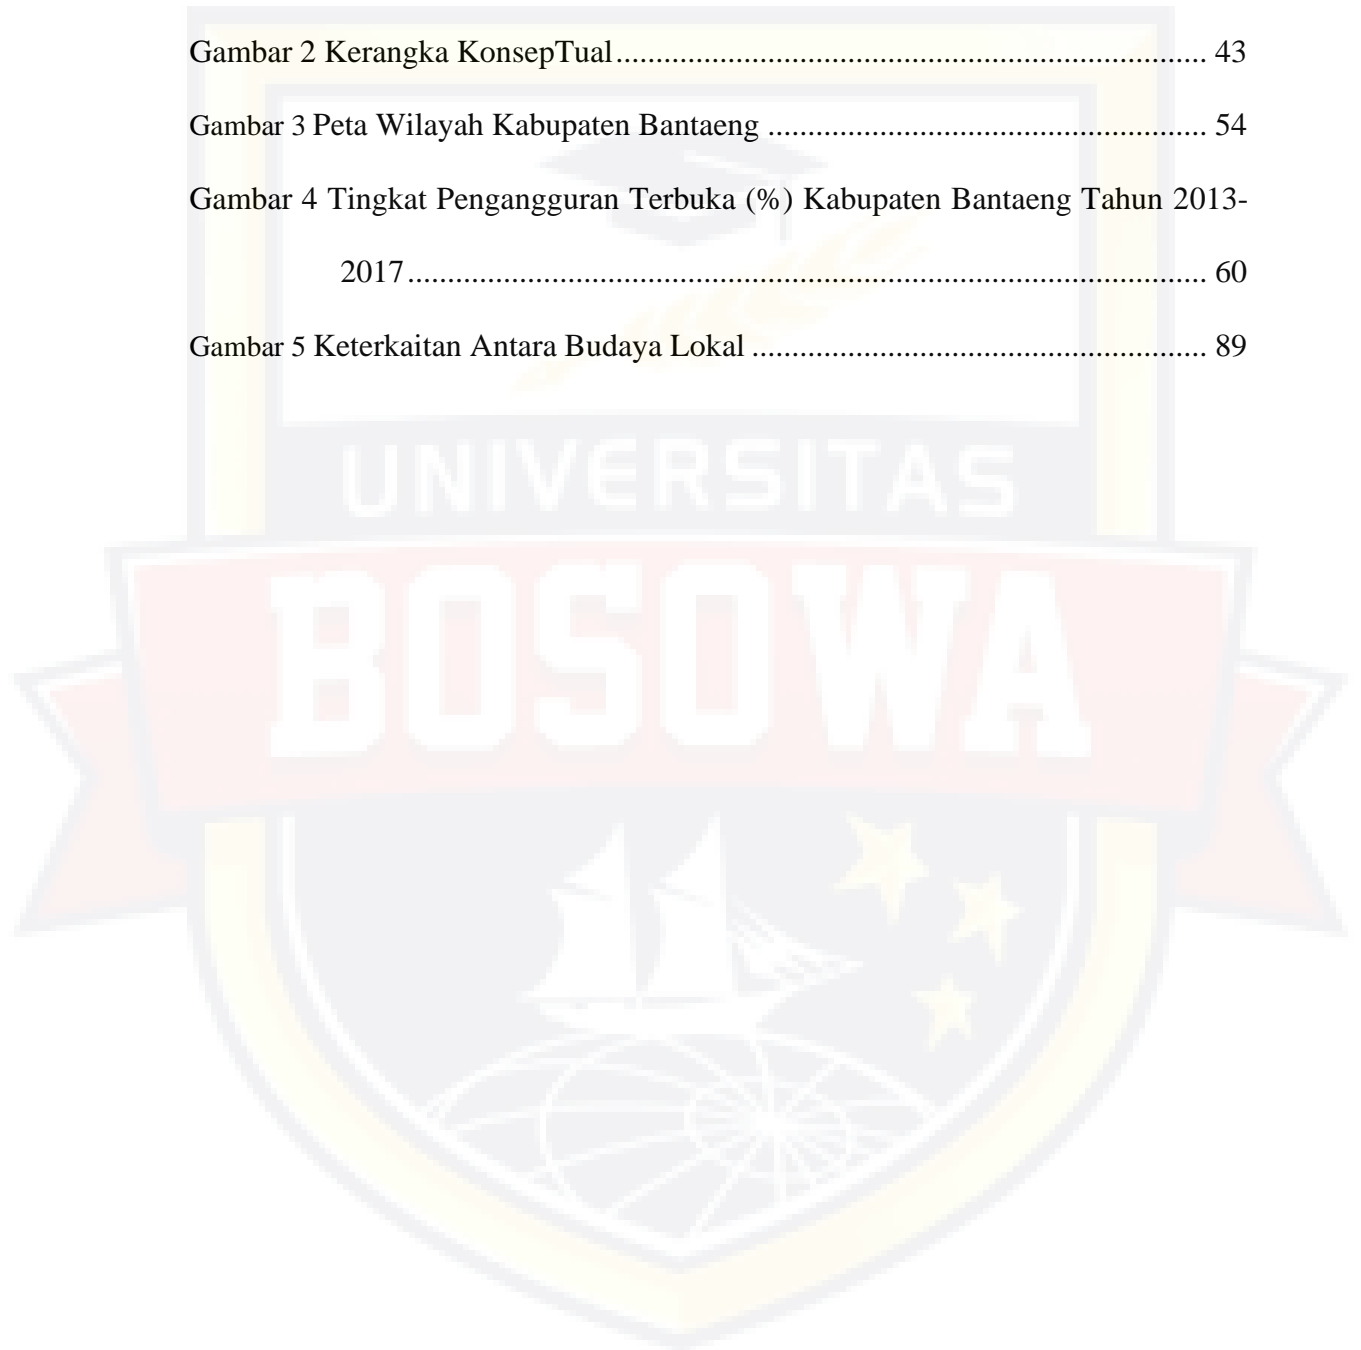 Gambar 2 Kerangka KonsepTual.......................................................................... 43
Gambar 3 Peta Wilayah Kabupaten Bantaeng ....................................................... 54
Gambar 4 Tingkat Pengangguran Terbuka (%) Kabupaten Bantaeng Tahun 2013-
2017.................................................................................................... 60
Gambar 5 Keterkaitan Antara Budaya Lokal ......................................................... 89
UNIVERSITAS
BOSOWA